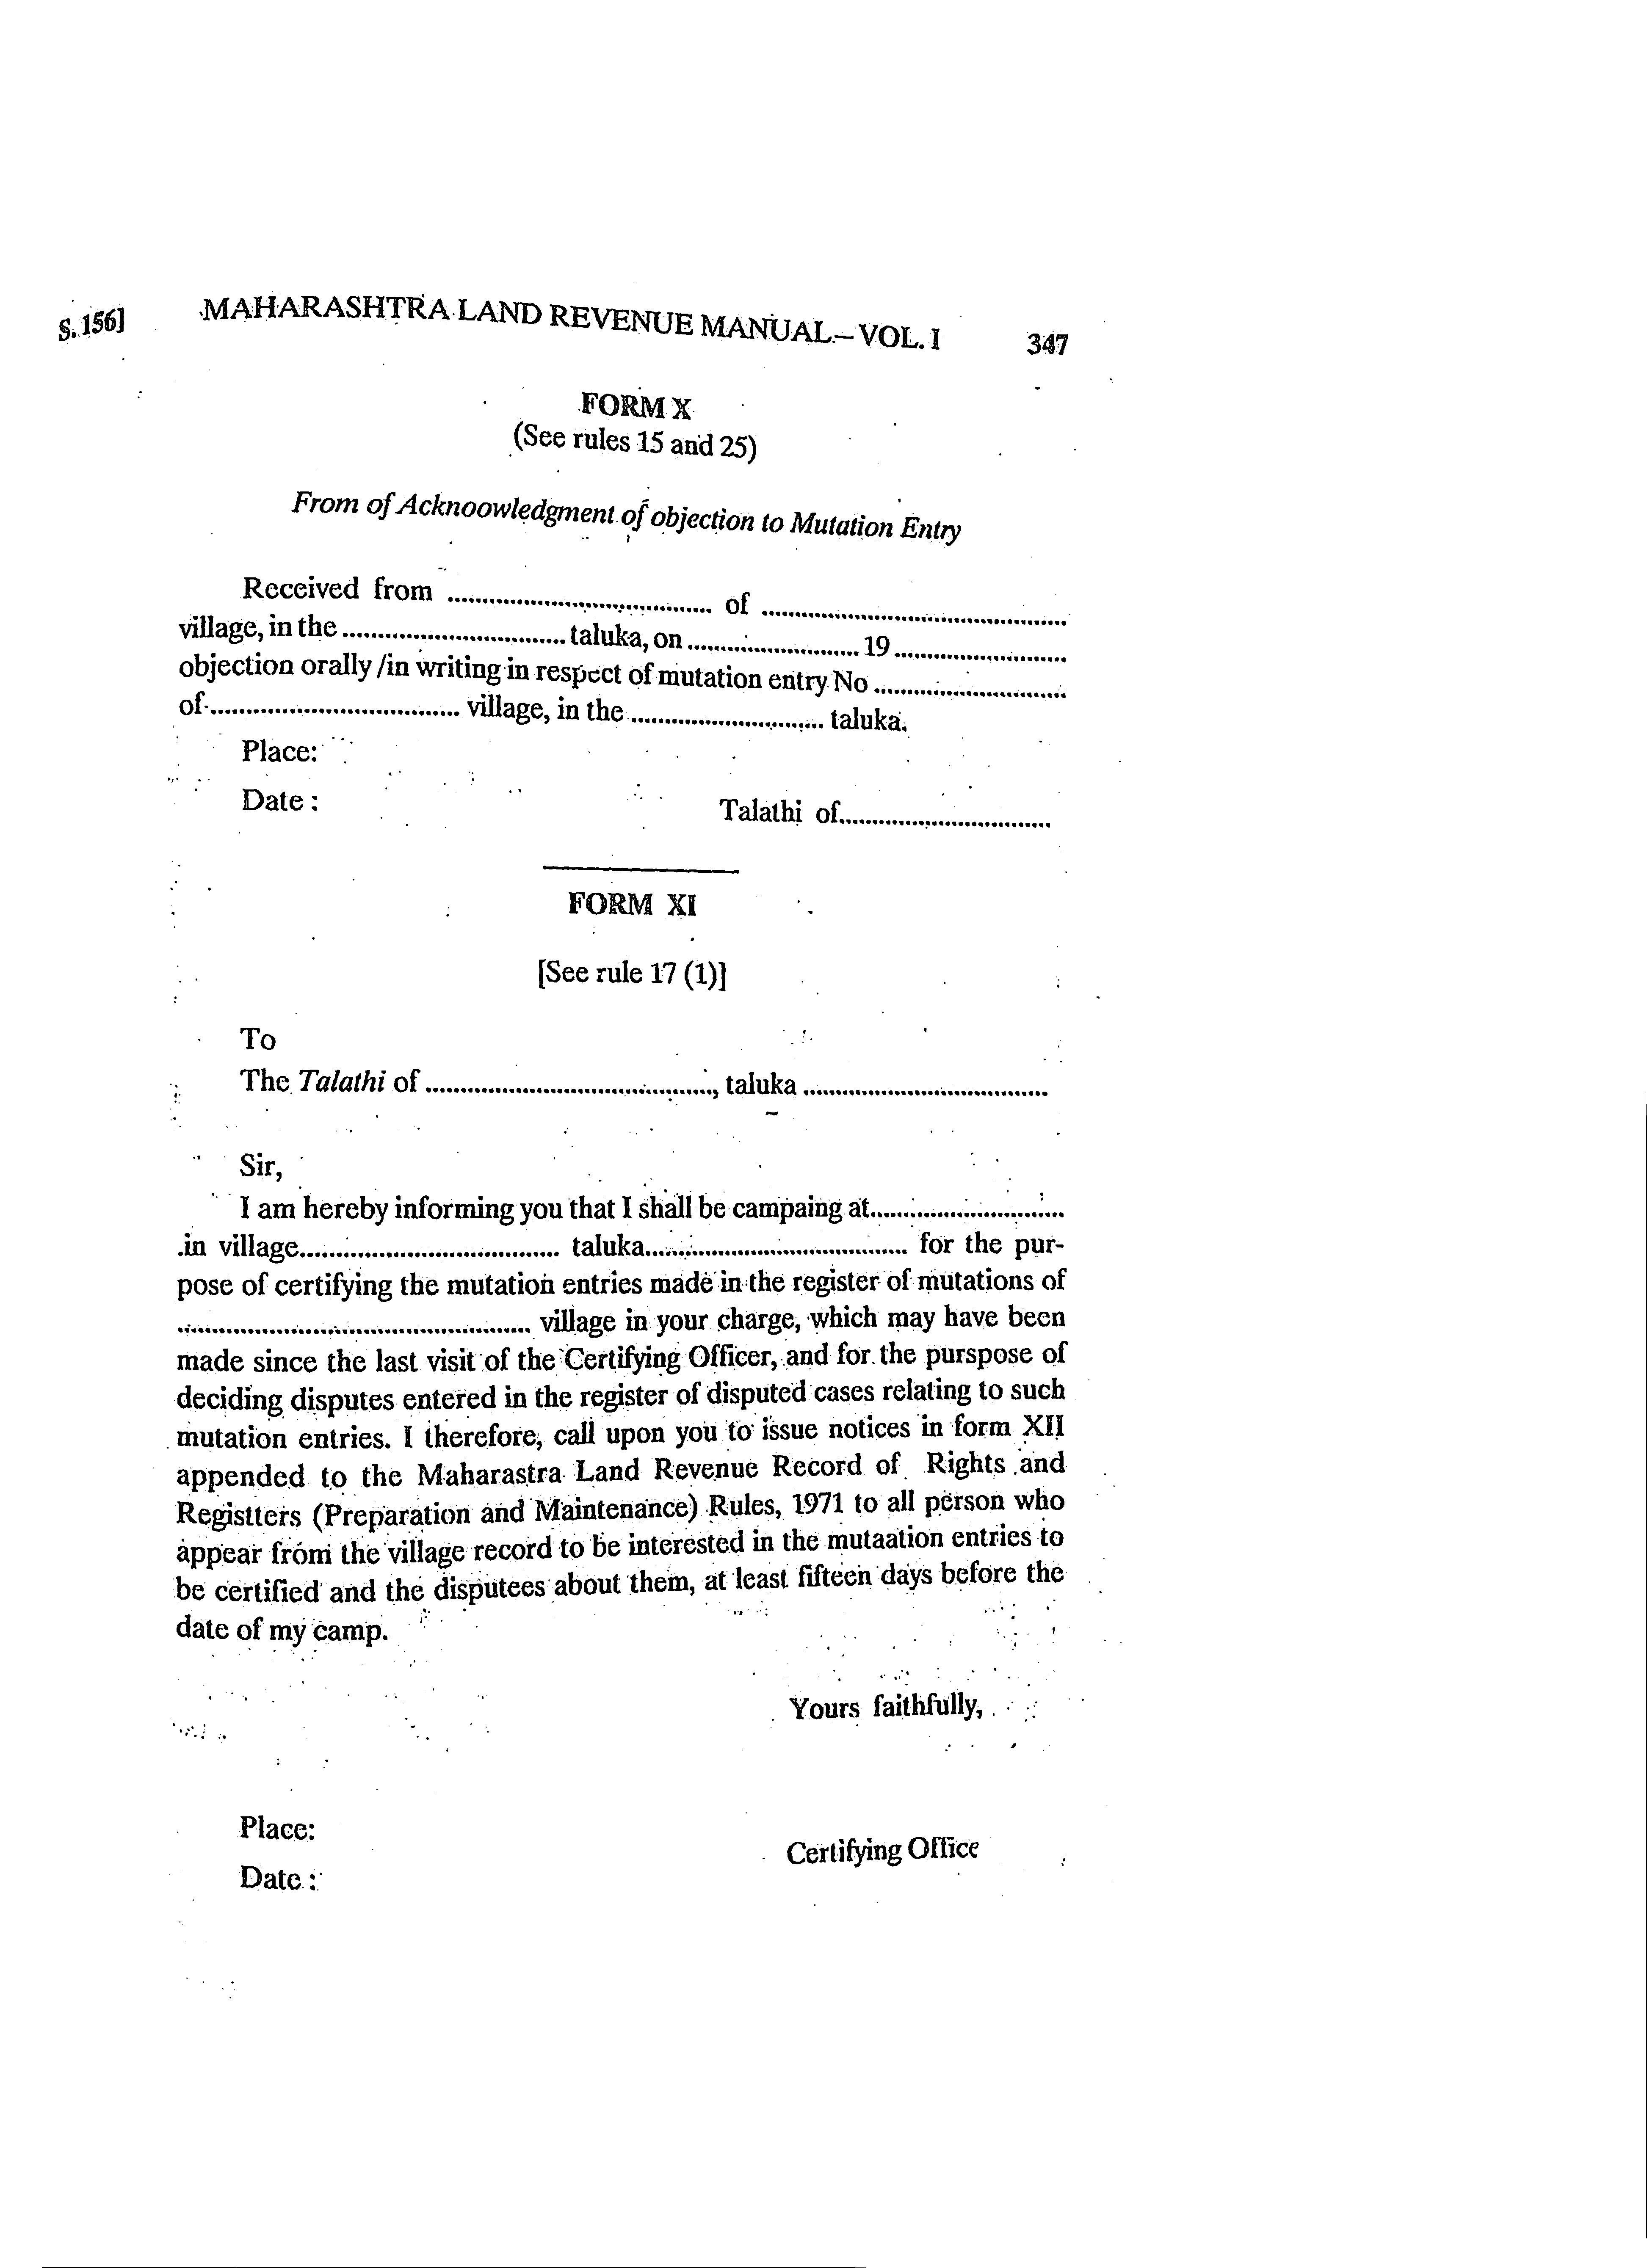 S. 156] MAHARASHTRA LAND REVENUE MANUAL.– VOL. I 347
FORM X
(See rules 15 and 25)
From of Acknoowledgment of objection to Mutation Entry
Received from ........................................ of ..............................................
village, in the .................................. taluka, on .......................... 19 ..........................
objection orally /in writing in respect of mutation entry No .............................
of ...................................... village, in the ............................. taluka.
Place:
Date :
Talathi of................................
FORM XI
[See rule 17 (1)]
To
The Talathi of ............................................, taluka .....................................
Sir,
I am hereby informing you that I shall be campaing at.............................
in village....................................... taluka........................................ for the pur-
pose of certifying the mutation entries made in the register of mutations of
...................................................... village in your charge, which may have been
made since the last visit of the Certifying Officer, and for the purspose of
deciding disputes entered in the register of disputed cases relating to such
mutation entries. I therefore, call upon you to issue notices in form XII
appended to the Maharastra Land Revenue Record of Rights and
Registters (Preparation and Maintenance) Rules, 1971 to all person who
appear from the village record to be interested in the mutaation entries to
be certified and the disputees about them, at least fifteen days before the
date of my camp.
Yours faithfully,
Place:
Certifying Office
Date :